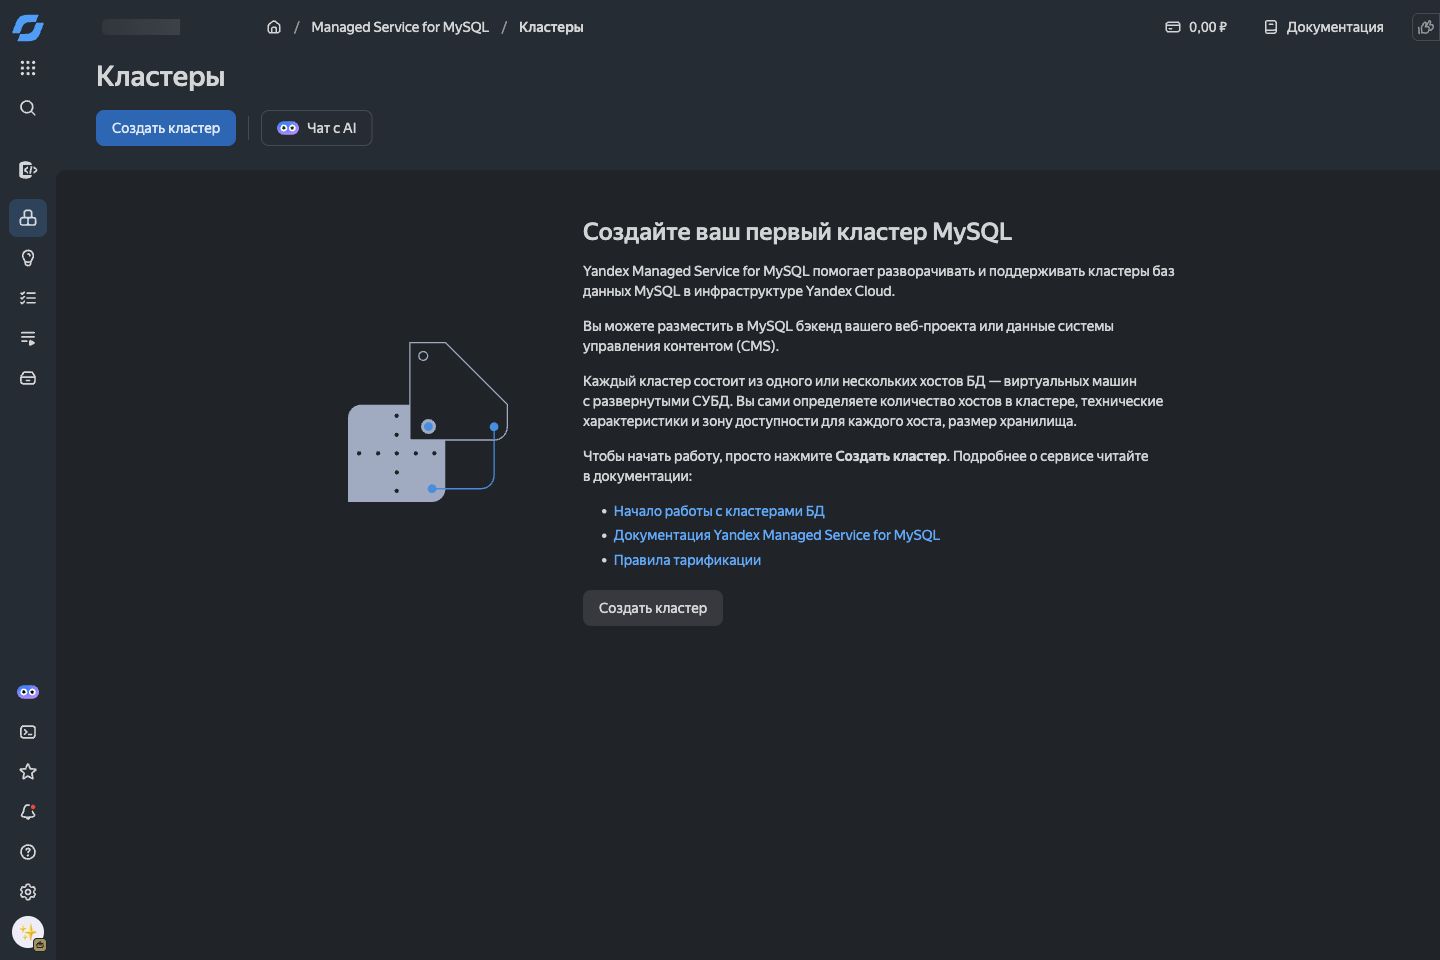 Managed Service for MySQL / Кластеры
0,00 ₽
Документация
Кластеры
Создать кластер
Чат с AI
Создайте ваш первый кластер MySQL
Yandex Managed Service for MySQL помогает разворачивать и поддерживать кластеры баз
данных MySQL в инфраструктуре Yandex Cloud.
Вы можете разместить в MySQL бэкенд вашего веб-проекта или данные системы
управления контентом (CMS).
Каждый кластер состоит из одного или нескольких хостов БД — виртуальных машин
с развернутыми СУБД. Вы сами определяете количество хостов в кластере, технические
характеристики и зону доступности для каждого хоста, размер хранилища.
Чтобы начать работу, просто нажмите Создать кластер. Подробнее о сервисе читайте
в документации:
• Начало работы с кластерами БД
• Документация Yandex Managed Service for MySQL
• Правила тарификации
Создать кластер